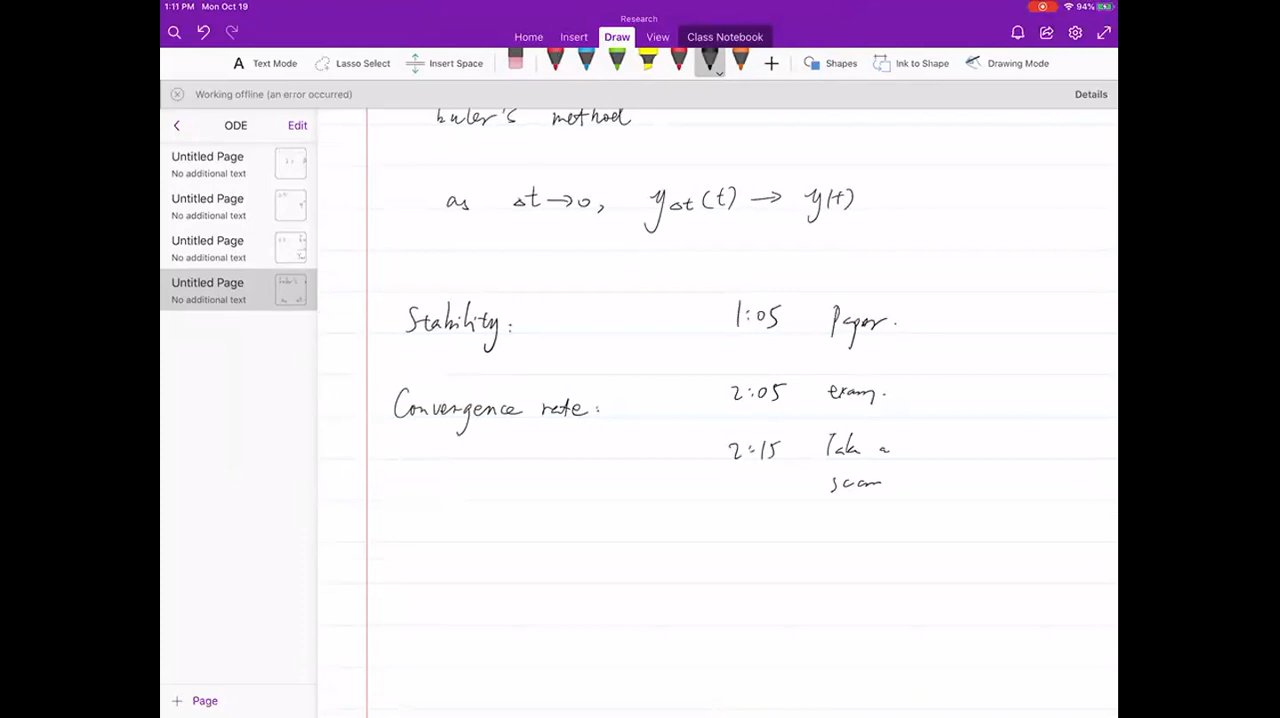 1:11 PM Mon Oct 19
94%
Research
Home Insert Draw View Class Notebook
Text Mode Lasso Select Insert Space Shapes Ink to Shape Drawing Mode
Working offline (an error occurred) Details
ODE Edit
Untitled Page
No additional text
Untitled Page
No additional text
Untitled Page
No additional text
Untitled Page
No additional text
+ Page
Euler's method
as Δt→0, y_Δt(t) → y(t)
Stability: 1:05 Paper.
Convergence rate: 2:05 exam.
2:15 Take a
scan